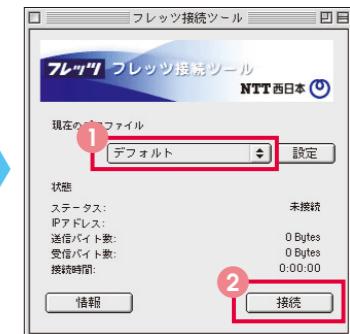 フレッツ接続ツール
フレッツ フレッツ接続ツール
NTT西日本
現在のプロファイル
1
デフォルト 設定
状態
ステータス: 未接続
IPアドレス:
送信バイト数: 0 Bytes
受信バイト数: 0 Bytes
接続時間: 0:00:00
2
情報 接続